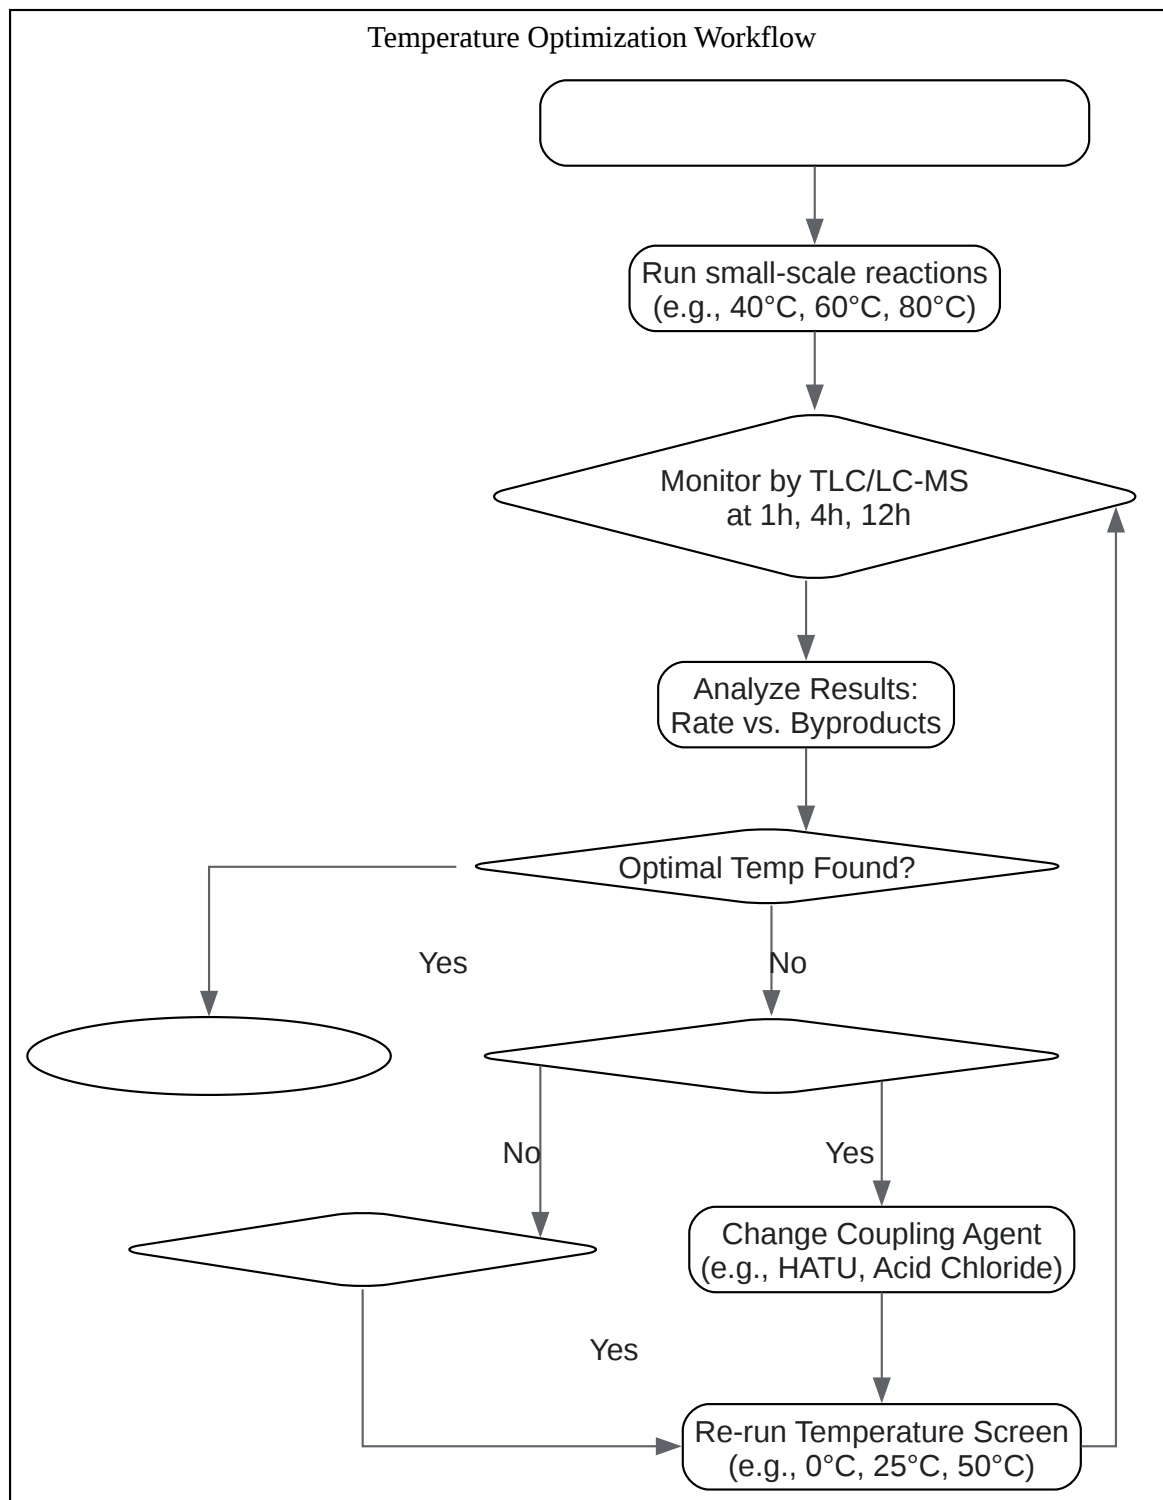 Temperature Optimization Workflow
Run small-scale reactions
(e.g., 40°C, 60°C, 80°C)
Monitor by TLC/LC-MS
at 1h, 4h, 12h
Analyze Results:
Rate vs. Byproducts
Optimal Temp Found?
Yes
No
No
Yes
Change Coupling Agent
(e.g., HATU, Acid Chloride)
Yes
Re-run Temperature Screen
(e.g., 0°C, 25°C, 50°C)